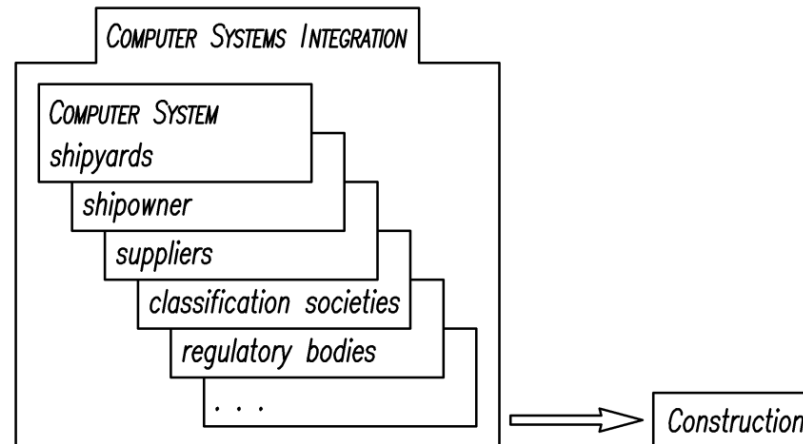 COMPUTER SYSTEMS INTEGRATION
COMPUTER SYSTEM
shipyards
shipowner
suppliers
classification societies
regulatory bodies
. . .
Construction